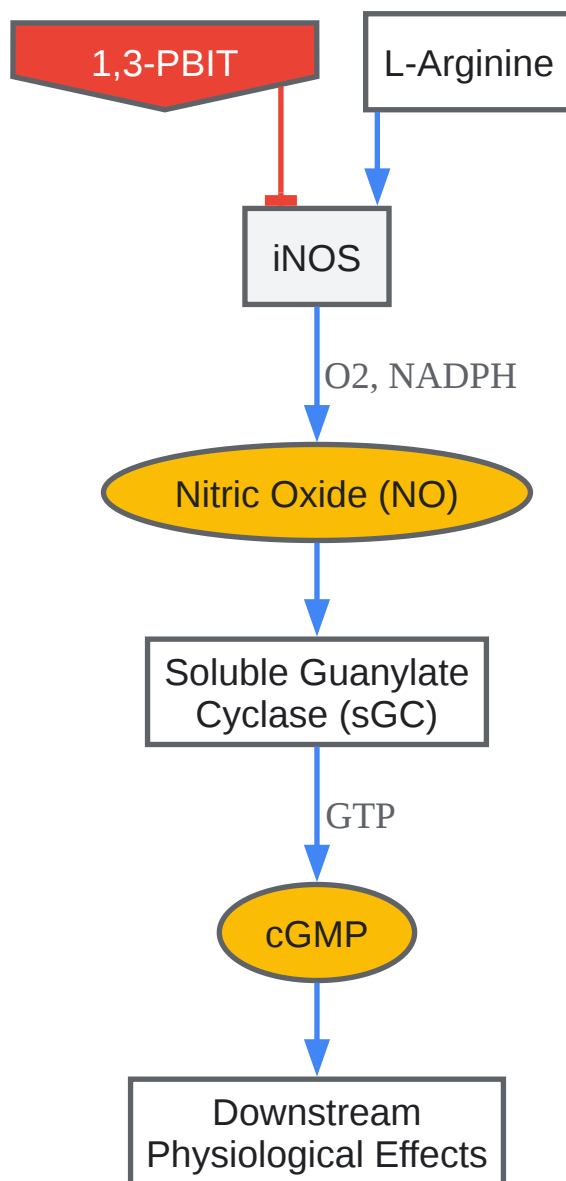 1,3-PBIT
L-Arginine
iNOS
O2, NADPH
Nitric Oxide (NO)
Soluble Guanylate
Cyclase (sGC)
GTP
cGMP
Downstream
Physiological Effects